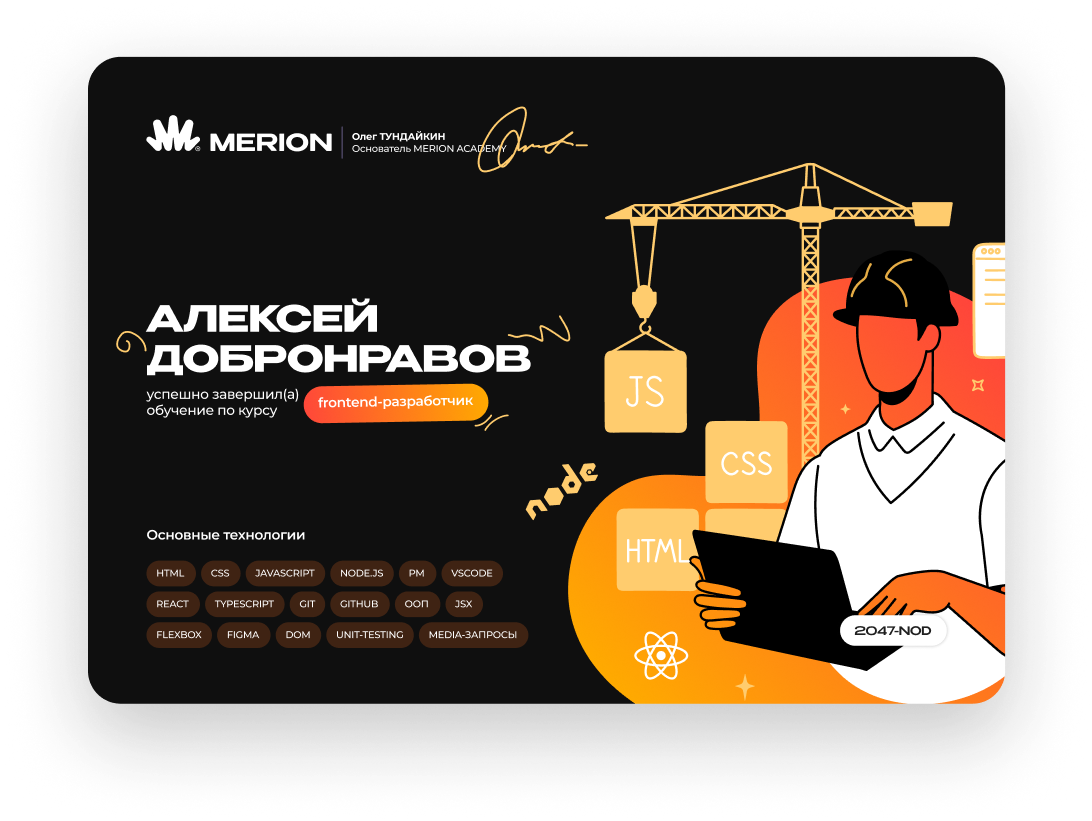 MERION
Олег ТУНДАЙКИН
Основатель MERION ACADEMY
АЛЕКСЕЙ
ДОБРОНРАВОВ
успешно завершил(а)
обучение по курсу
frontend-разработчик
JS
CSS
HTML
node
Основные технологии
HTML CSS JAVASCRIPT NODE.JS PM VSCODE
REACT TYPESCRIPT GIT GITHUB ООП JSX
FLEXBOX FIGMA DOM UNIT-TESTING MEDIA-ЗАПРОСЫ
2047-NOD